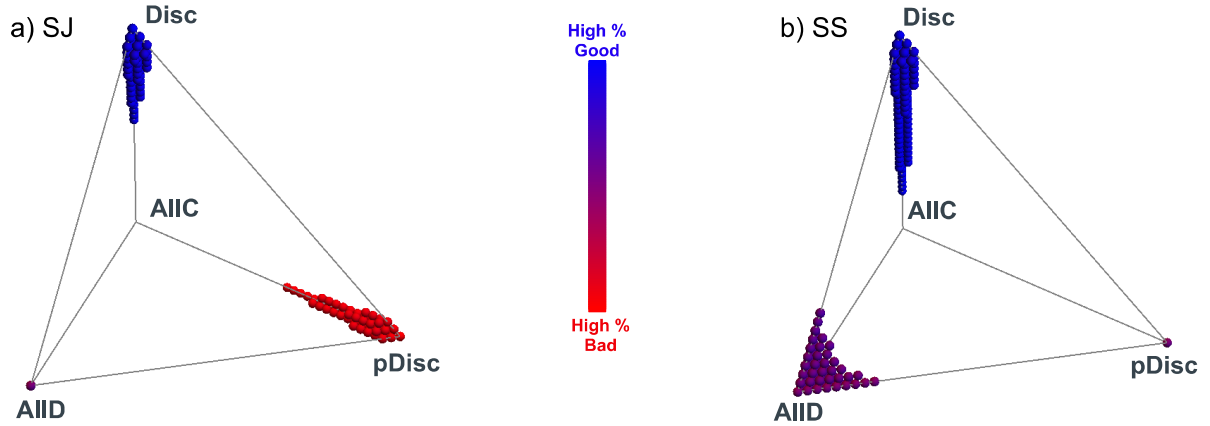 a) SJ
Disc
AllC
AllD
pDisc
High %
Good
High %
Bad
b) SS
Disc
AllC
AllD
pDisc